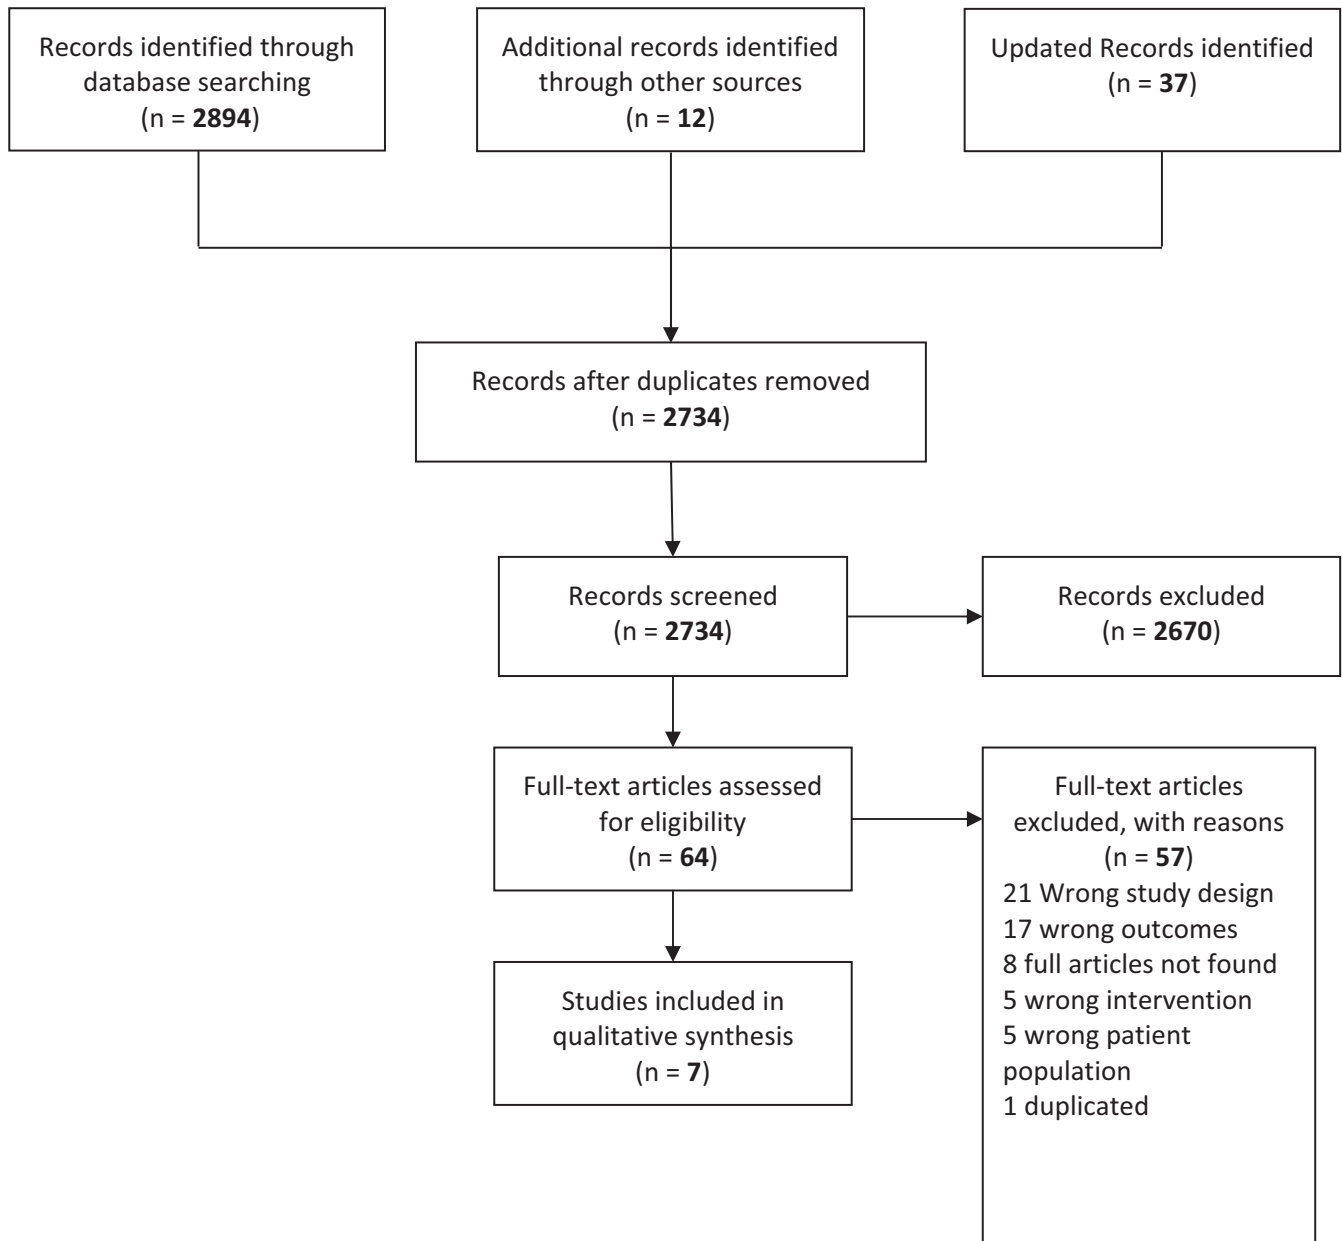 Records identified through
database searching
(n = 2894)
Additional records identified
through other sources
(n = 12)
Updated Records identified
(n = 37)
Records after duplicates removed
(n = 2734)
Records screened
(n = 2734)
Records excluded
(n = 2670)
Full-text articles assessed
for eligibility
(n = 64)
Full-text articles
excluded, with reasons
(n = 57)
21 Wrong study design
17 wrong outcomes
8 full articles not found
5 wrong intervention
5 wrong patient
population
1 duplicated
Studies included in
qualitative synthesis
(n = 7)